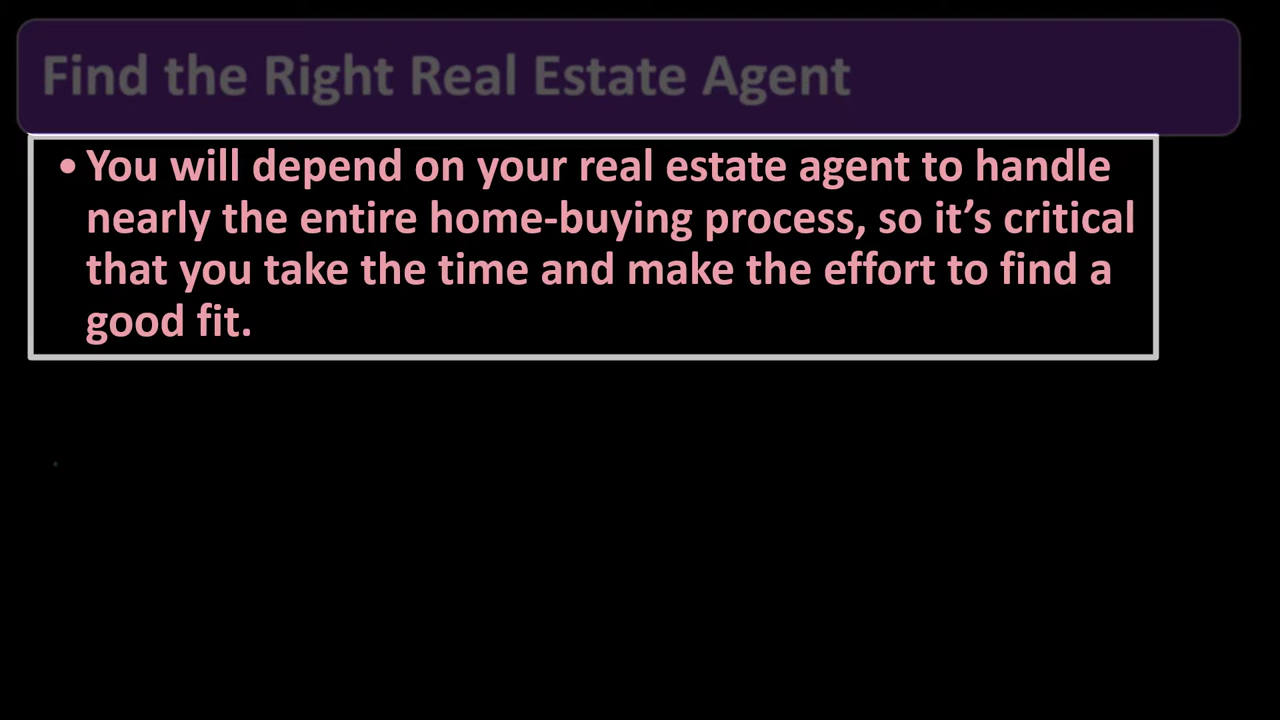 Find the Right Real Estate Agent
• You will depend on your real estate agent to handle
nearly the entire home-buying process, so it’s critical
that you take the time and make the effort to find a
good fit.